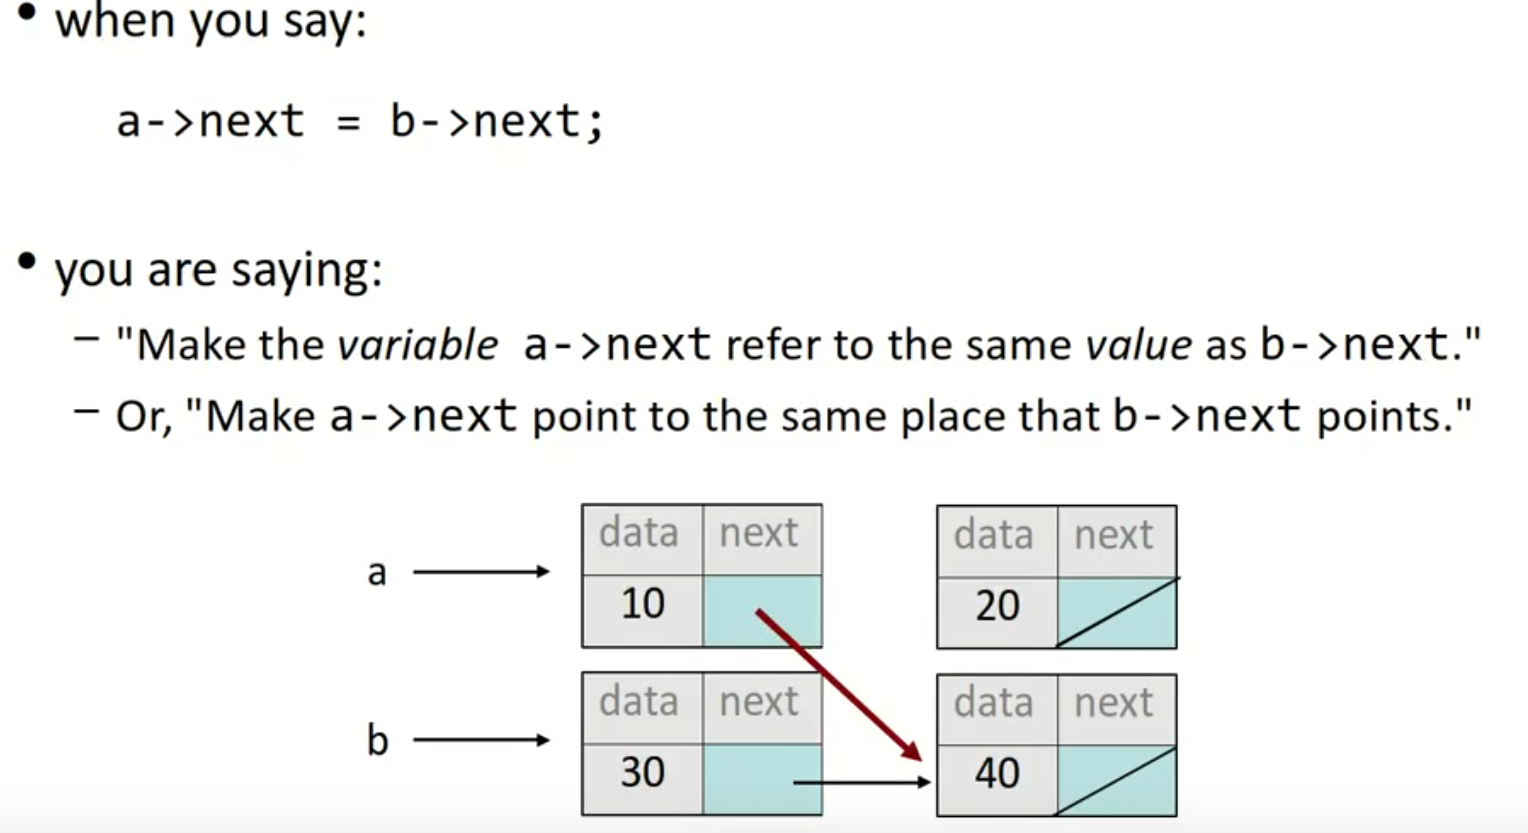 • when you say:
a->next = b->next;
• you are saying:
– "Make the variable a->next refer to the same value as b->next."
– Or, "Make a->next point to the same place that b->next points."
data next data next
a
10 20
data next data next
b
30 40